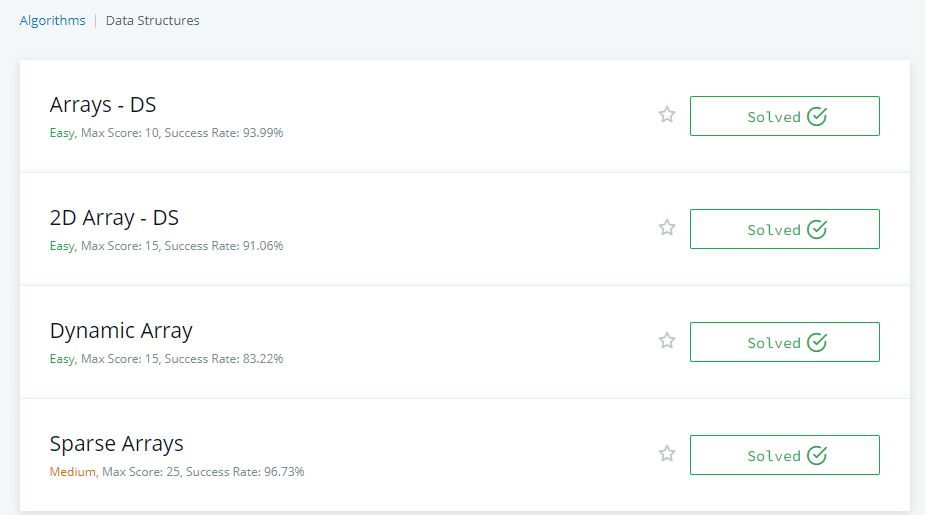 Algorithms | Data Structures
Arrays - DS
Easy, Max Score: 10, Success Rate: 93.99%
Solved
2D Array - DS
Easy, Max Score: 15, Success Rate: 91.06%
Solved
Dynamic Array
Easy, Max Score: 15, Success Rate: 83.22%
Solved
Sparse Arrays
Medium, Max Score: 25, Success Rate: 96.73%
Solved